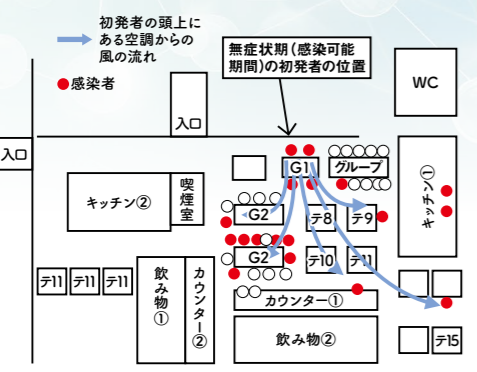 初発者の頭上に
ある空調からの
風の流れ
●感染者
無症状期(感染可能
期間)の初発者の位置
WC
入口
入口
G1
グループ
キッチン①
キッチン②
喫煙室
G2
テ8
テ9
G2
テ10
テ11
テ11
テ11
テ11
飲み物①
カウンター②
カウンター①
飲み物②
テ15